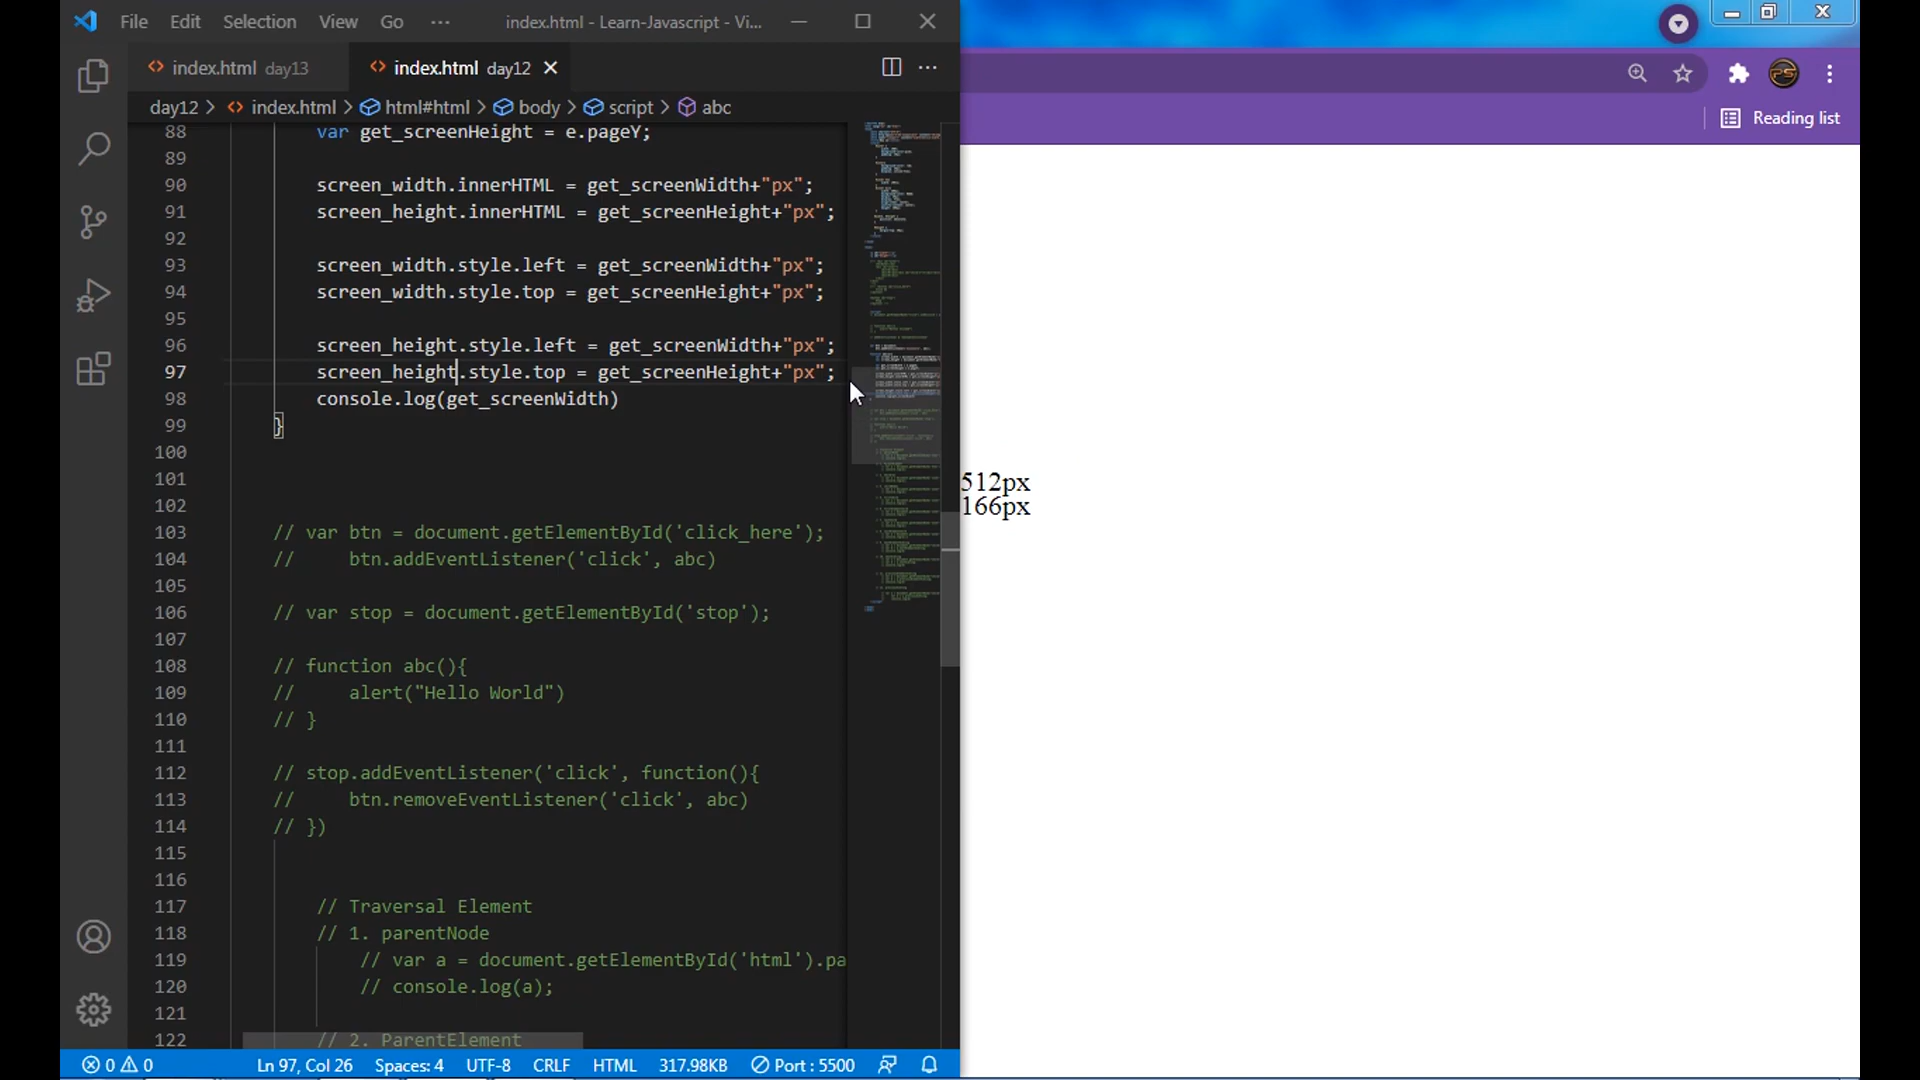 File Edit Selection View Go ··· index.html - Learn-Javascript - Vi...
index.html day13 index.html day12
day12 > index.html > html#html > body > script > abc
Reading list
88 var get_screenHeight = e.pageY;
89
90 screen_width.innerHTML = get_screenWidth+"px";
91 screen_height.innerHTML = get_screenHeight+"px";
92
93 screen_width.style.left = get_screenWidth+"px";
94 screen_width.style.top = get_screenHeight+"px";
95
96 screen_height.style.left = get_screenWidth+"px";
97 screen_height.style.top = get_screenHeight+"px";
98 console.log(get_screenWidth)
99 }
100
101
102
103 // var btn = document.getElementById('click_here');
104 // btn.addEventListener('click', abc)
105
106 // var stop = document.getElementById('stop');
107
108 // function abc(){
109 // alert("Hello World")
110 // }
111
112 // stop.addEventListener('click', function(){
113 // btn.removeEventListener('click', abc)
114 // })
115
116
117 // Traversal Element
118 // 1. parentNode
119 // var a = document.getElementById('html').pa
120 // console.log(a);
121
122 // 2. ParentElement
512px
166px
0 0 Ln 97, Col 26 Spaces: 4 UTF-8 CRLF HTML 317.98KB Port : 5500